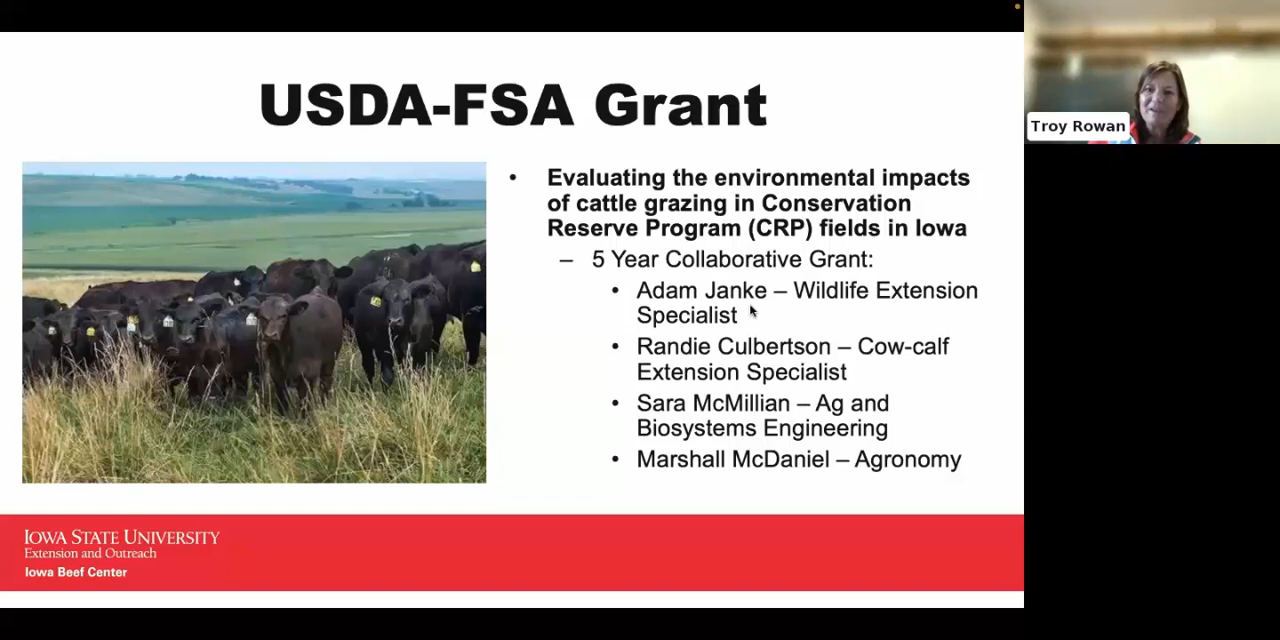 USDA-FSA Grant
Troy Rowan
• Evaluating the environmental impacts
of cattle grazing in Conservation
Reserve Program (CRP) fields in Iowa
– 5 Year Collaborative Grant:
• Adam Janke – Wildlife Extension
Specialist
• Randie Culbertson – Cow-calf
Extension Specialist
• Sara McMillian – Ag and
Biosystems Engineering
• Marshall McDaniel – Agronomy
IOWA STATE UNIVERSITY
Extension and Outreach
Iowa Beef Center